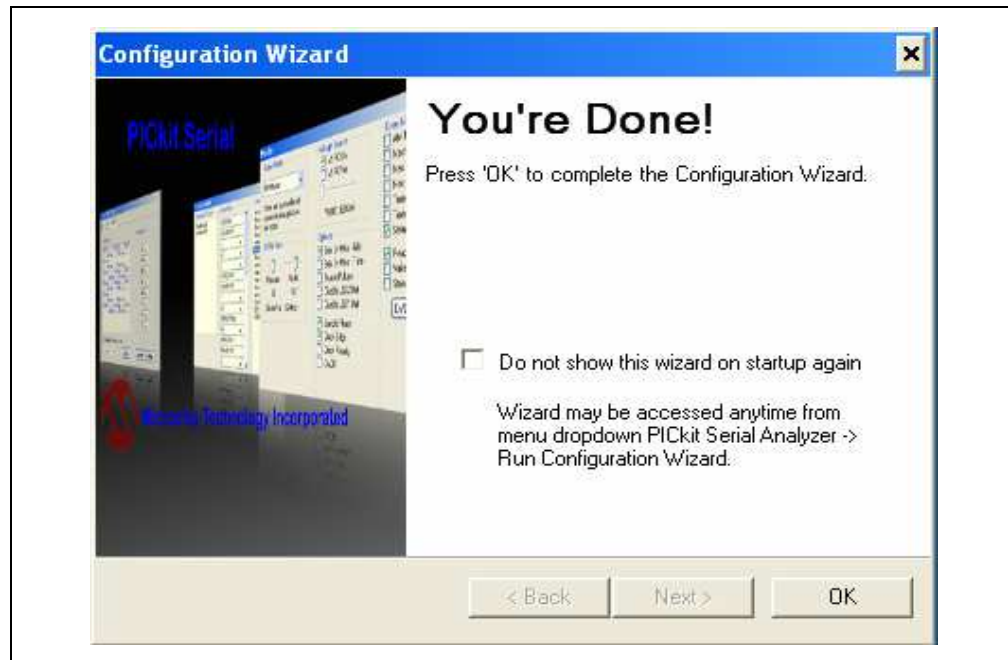 Configuration Wizard
PICkit Serial
Microchip Technology Incorporated
You're Done!
Press 'OK' to complete the Configuration Wizard.
Do not show this wizard on startup again
Wizard may be accessed anytime from
menu dropdown PICkit Serial Analyzer ->
Run Configuration Wizard.
< Back
Next >
OK